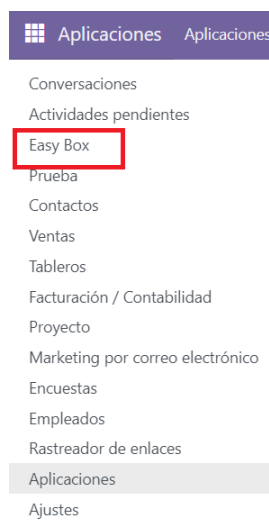 Aplicaciones Aplicaciones
Conversaciones
Actividades pendientes
Easy Box
Prueba
Contactos
Ventas
Tableros
Facturación / Contabilidad
Proyecto
Marketing por correo electrónico
Encuestas
Empleados
Rastreador de enlaces
Aplicaciones
Ajustes